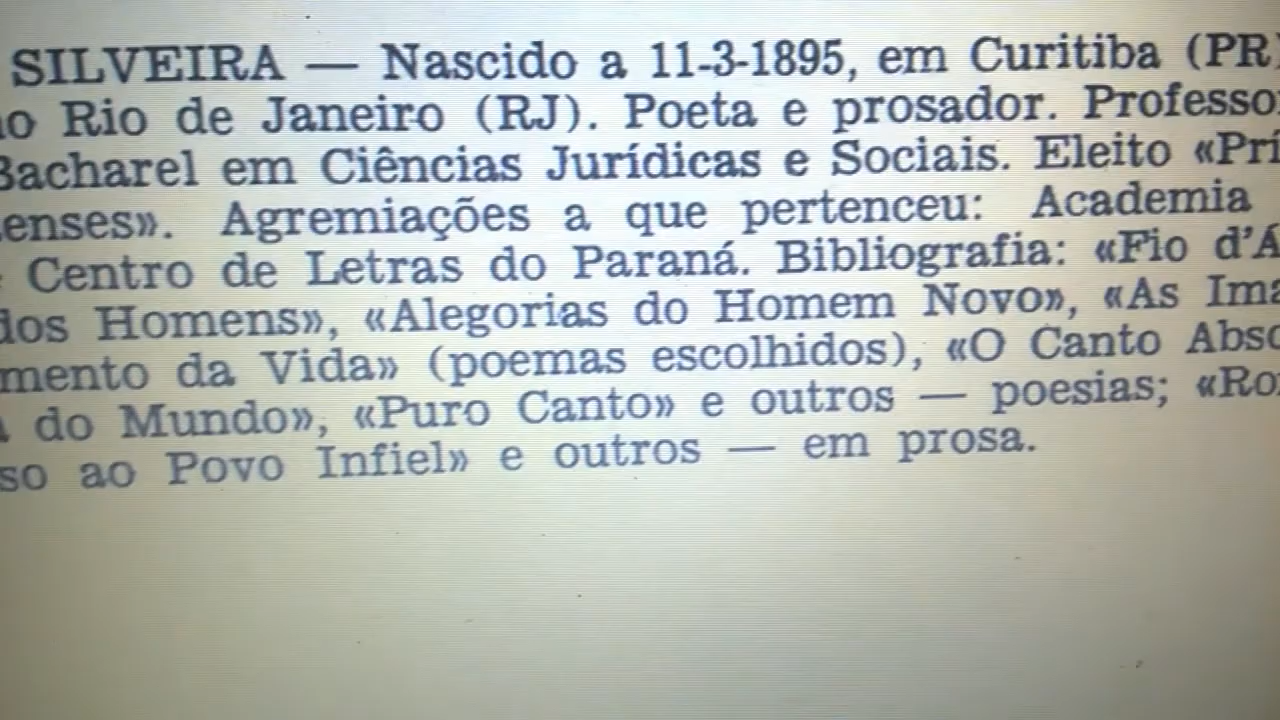 SILVEIRA — Nascido a 11-3-1895, em Curitiba (PR)
no Rio de Janeiro (RJ). Poeta e prosador. Professo
Bacharel em Ciências Jurídicas e Sociais. Eleito «Prí
enses». Agremiações a que pertenceu: Academia
Centro de Letras do Paraná. Bibliografia: «Fio d'Á
dos Homens», «Alegorias do Homem Novo», «As Ima
mento da Vida» (poemas escolhidos), «O Canto Abso
do Mundo», «Puro Canto» e outros — poesias; «Ro
so ao Povo Infiel» e outros — em prosa.